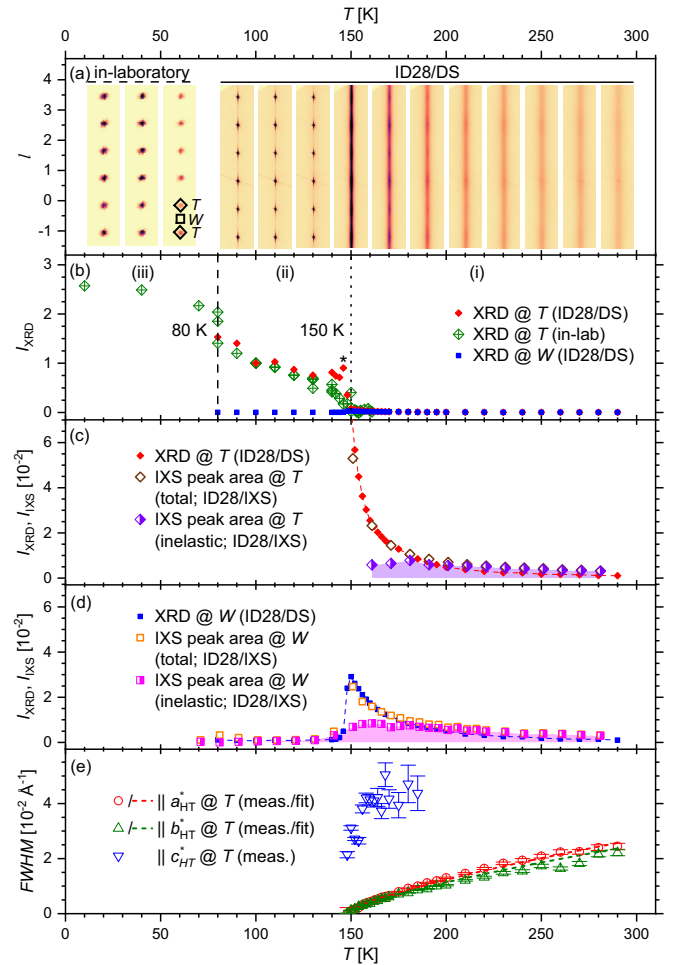 T [K]
0 50 100 150 200 250 300
(a) in-laboratory ID28/DS
l
4
3
2
1
0
-1
T
W
T
(b) (iii) (ii) (i)
I_XRD
3
2
1
0
80 K
150 K
*
XRD @ T (ID28/DS)
XRD @ T (in-lab)
XRD @ W (ID28/DS)
(c)
I_XRD, I_IXS [10^-2]
6
4
2
0
XRD @ T (ID28/DS)
IXS peak area @ T
(total; ID28/IXS)
IXS peak area @ T
(inelastic; ID28/IXS)
(d)
I_XRD, I_IXS [10^-2]
4
2
0
XRD @ W (ID28/DS)
IXS peak area @ W
(total; ID28/IXS)
IXS peak area @ W
(inelastic; ID28/IXS)
(e)
FWHM [10^-2 Å^-1]
4
2
0
/ || a*_HT @ T (meas./fit)
/ || b*_HT @ T (meas./fit)
|| c*_HT @ T (meas.)
0 50 100 150 200 250 300
T [K]